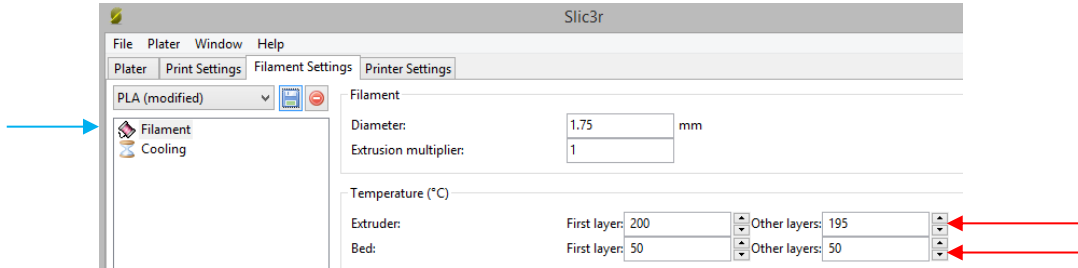 Slic3r
File Plater Window Help
Plater Print Settings Filament Settings Printer Settings
PLA (modified)
Filament
Cooling
Filament
Diameter: 1.75 mm
Extrusion multiplier: 1
Temperature (°C)
Extruder: First layer: 200 Other layers: 195
Bed: First layer: 50 Other layers: 50